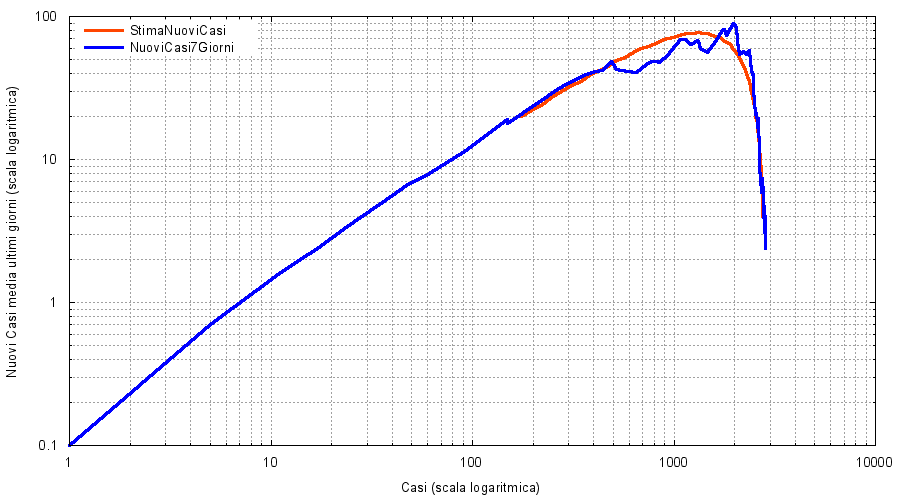 100
StimaNuoviCasi
NuoviCasi7Giorni
10
1
0.1
Nuovi Casi media ultimi giorni (scala logaritmica)
1 10 100 1000 10000
Casi (scala logaritmica)